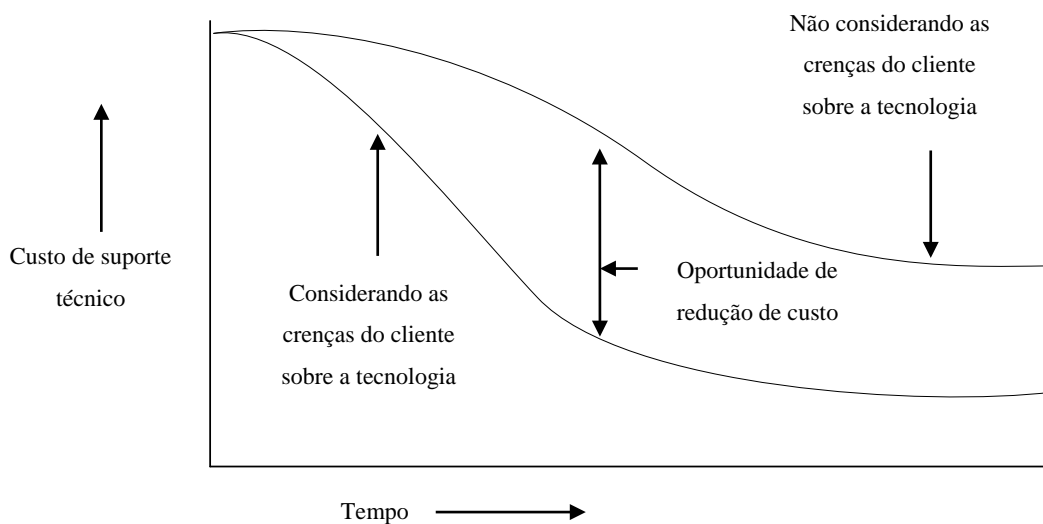 Não considerando as
crenças do cliente
sobre a tecnologia
Custo de suporte
técnico
Considerando as
crenças do cliente
sobre a tecnologia
Oportunidade de
redução de custo
Tempo